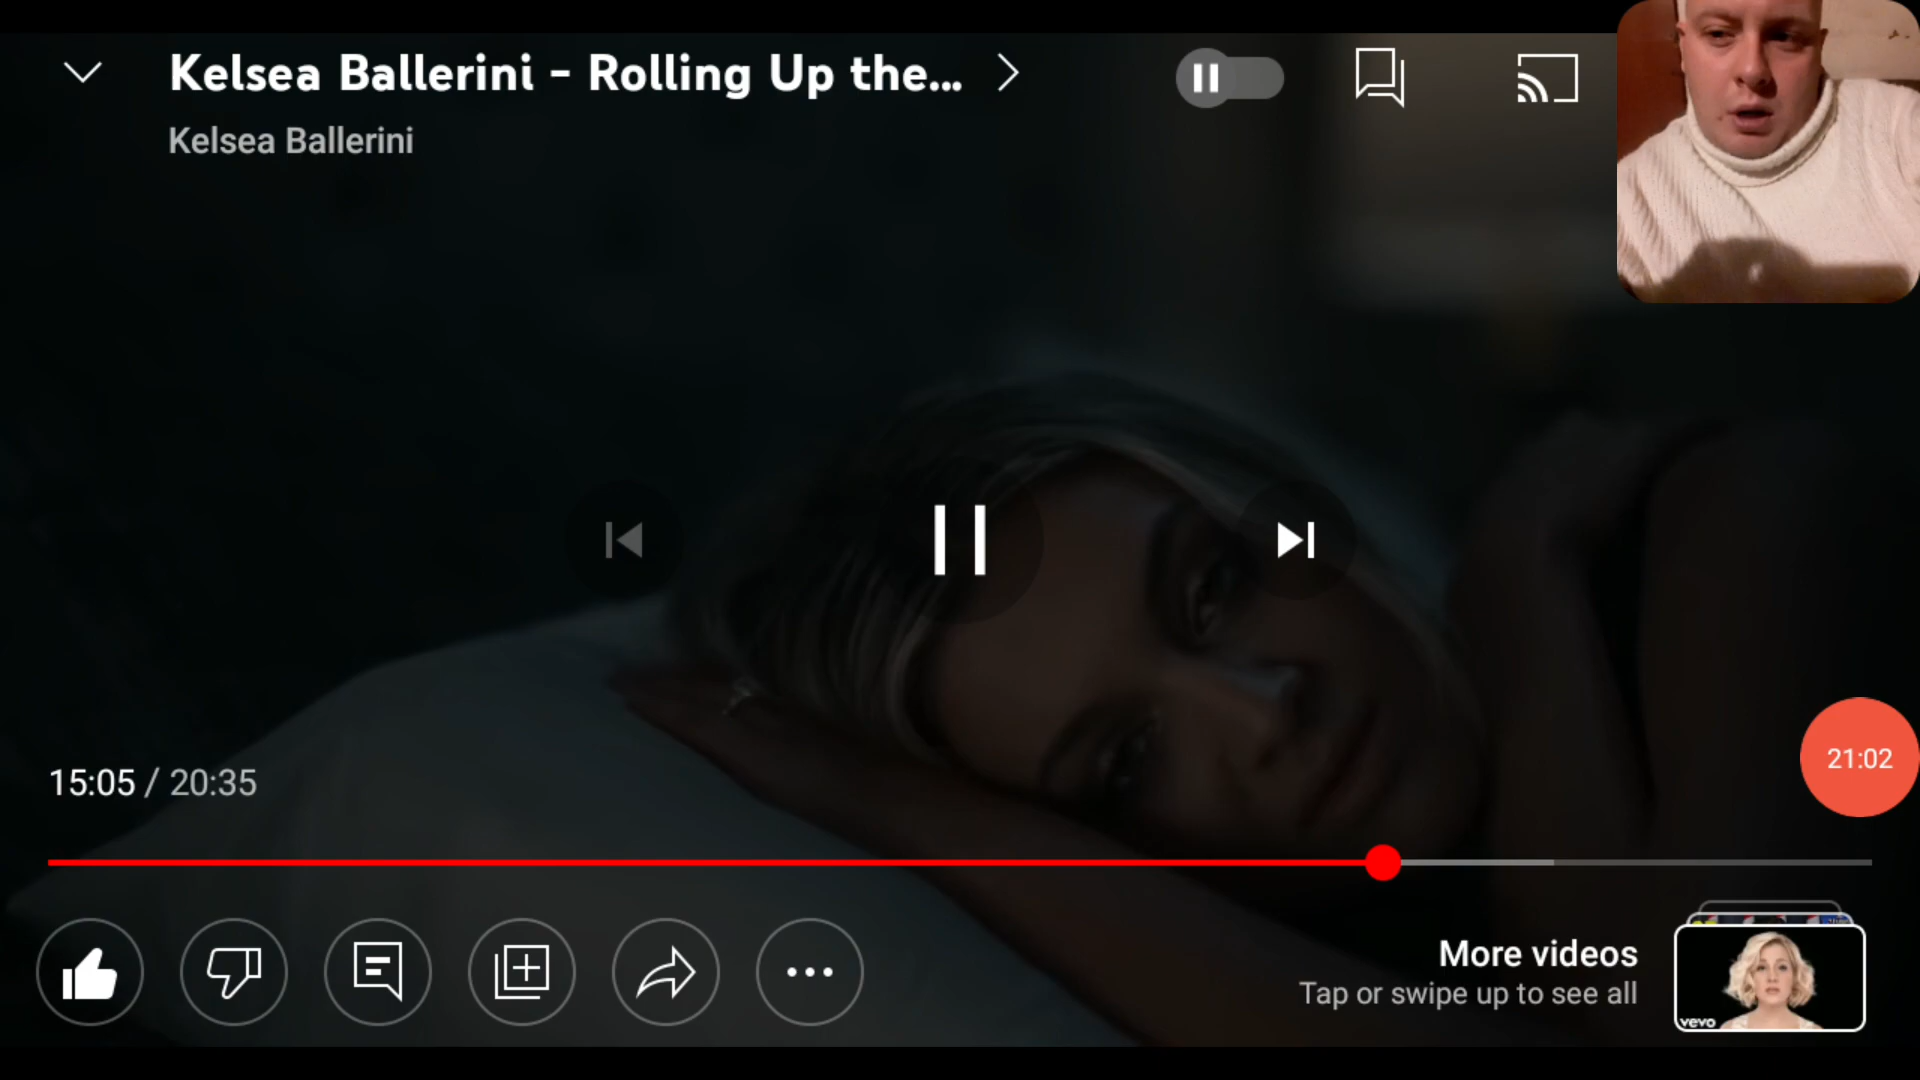 Kelsea Ballerini - Rolling Up the...
Kelsea Ballerini
15:05 / 20:35
21:02
More videos
Tap or swipe up to see all
vevo